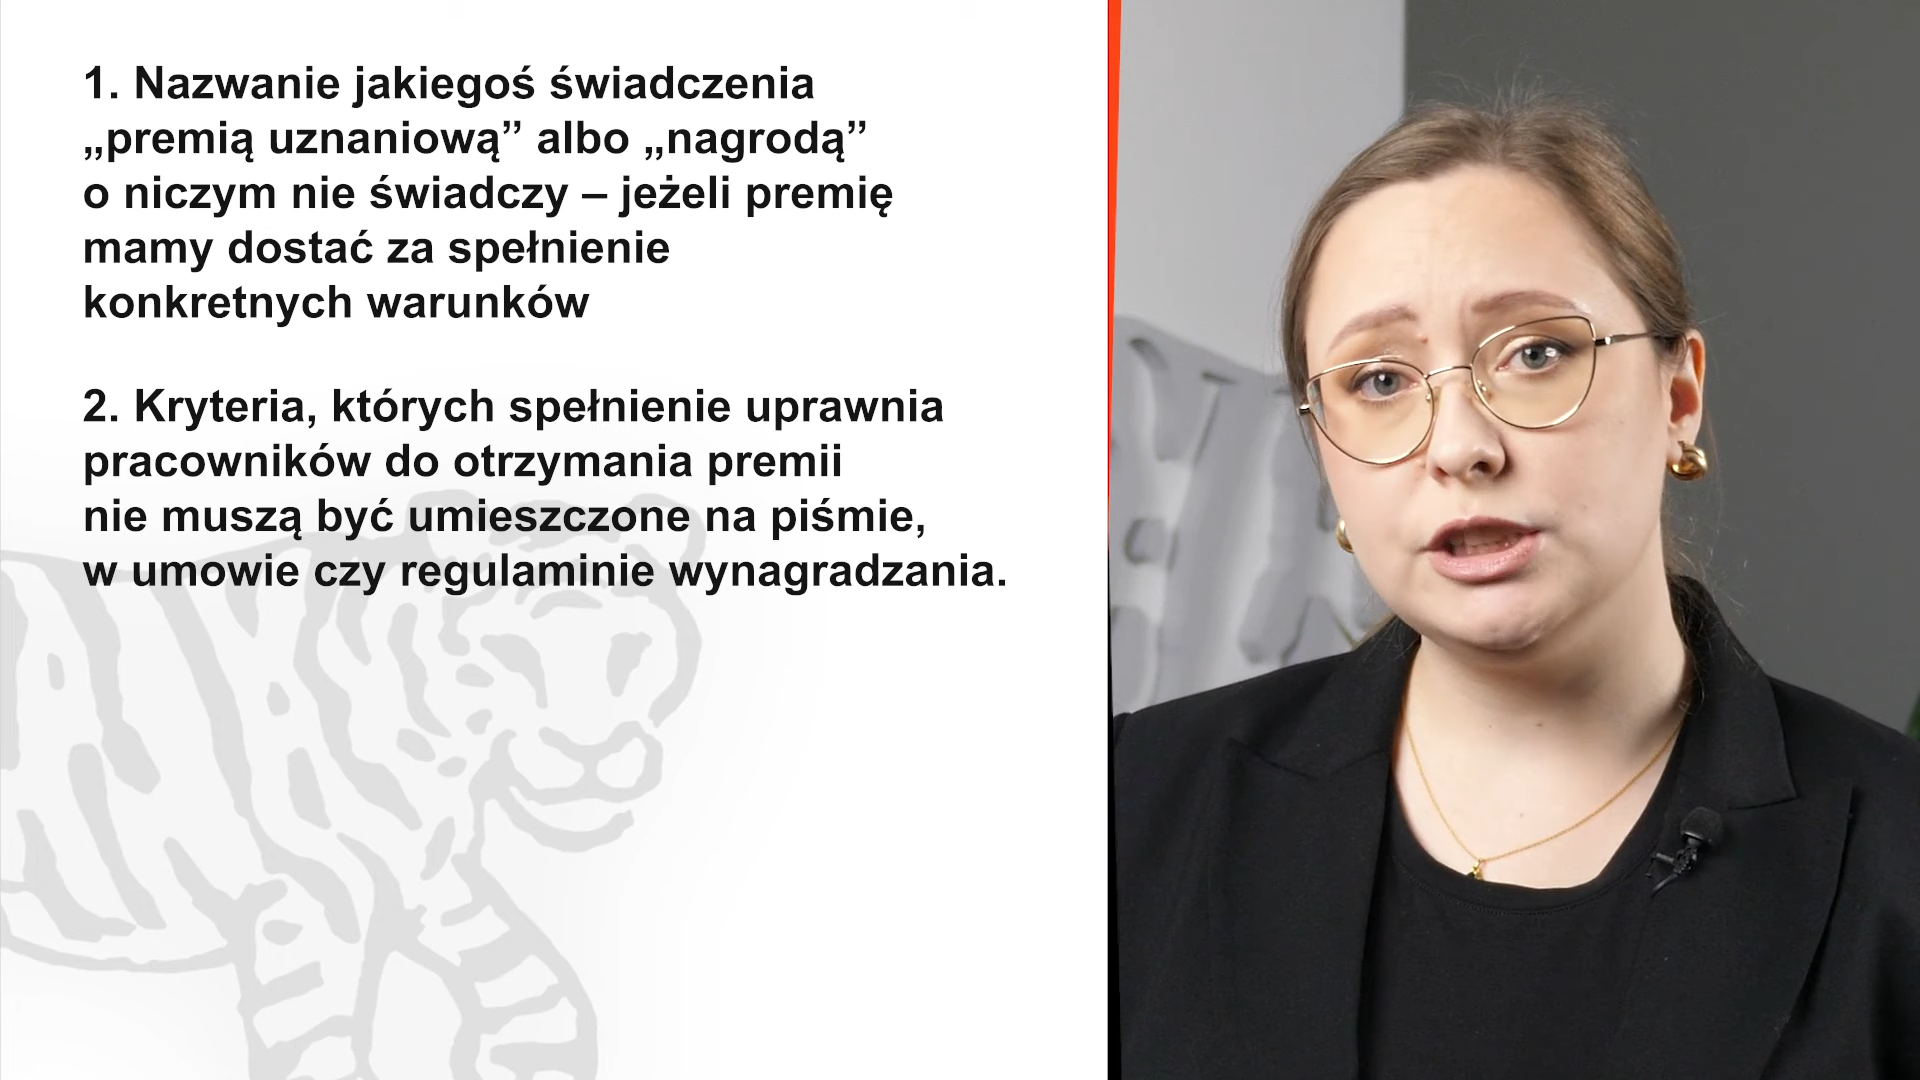 1. Nazwanie jakiegoś świadczenia
„premią uznaniową” albo „nagrodą”
o niczym nie świadczy – jeżeli premię
mamy dostać za spełnienie
konkretnych warunków
2. Kryteria, których spełnienie uprawnia
pracowników do otrzymania premii
nie muszą być umieszczone na piśmie,
w umowie czy regulaminie wynagradzania.